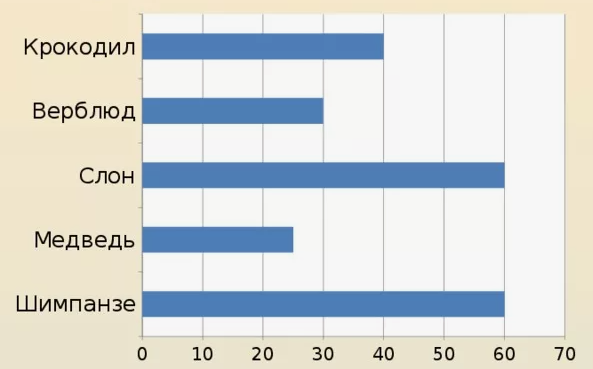 Крокодил
Верблюд
Слон
Медведь
Шимпанзе
0 10 20 30 40 50 60 70